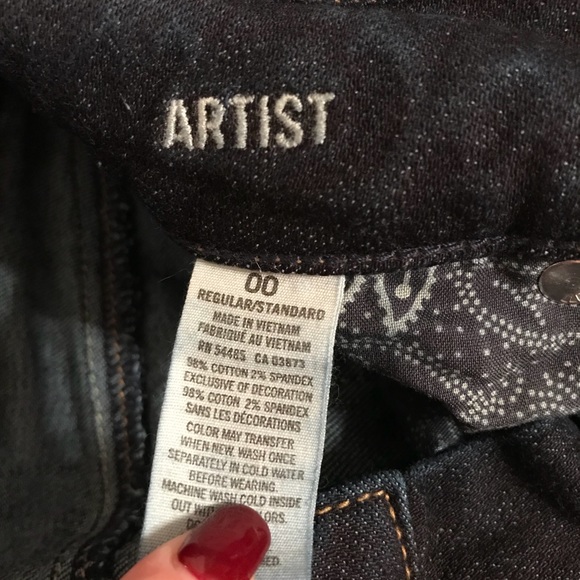 ARTIST
00
REGULAR/STANDARD
MADE IN VIETNAM
FABRIQUÉ AU VIETNAM
RN 54485 CA 03873
98% COTTON 2% SPANDEX
EXCLUSIVE OF DECORATION
98% COTON 2% SPANDEX
SANS LES DÉCORATIONS
COLOR MAY TRANSFER
WHEN NEW. WASH ONCE
SEPARATELY IN COLD WATER
BEFORE WEARING.
MACHINE WASH COLD INSIDE
OUT